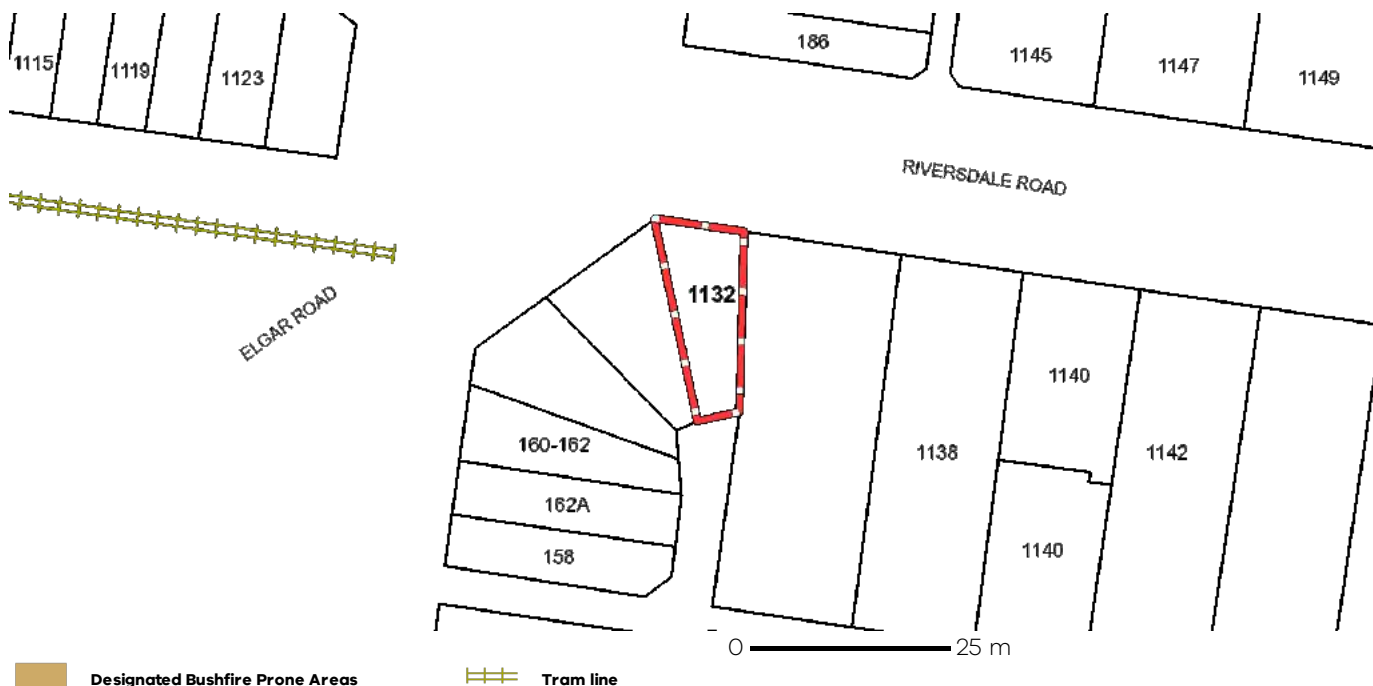 186
1145
1147
1149
1115
1119
1123
RIVERSDALE ROAD
ELGAR ROAD
1132
1140
160-162
1138
1142
162A
158
1140
0 25 m
Designated Bushfire Prone Areas
Tram line